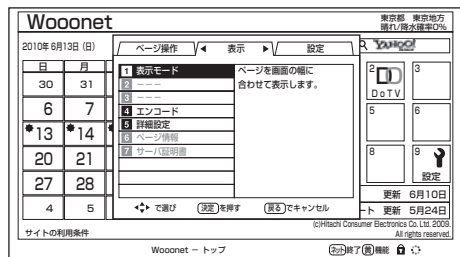 Wooonet
東京都 東京地方
晴れ/降水確率0%
2010年 6月13日 (日)
ページ操作 ◀ 表示 ▶ 設定
YAHOO!
日 月
30 31
6 7
*13 *14
20 21
27 28
4 5
1 表示モード
2 ---
3 ---
4 エンコード
5 詳細設定
6 ページ情報
7 サーバ証明書
ページを画面の幅に
合わせて表示します。
で選び 決定を押す 戻るでキャンセル
2 DoTV
3
5
6
8
9 設定
更新 6月10日
ート 更新 5月24日
サイトの利用条件
(c)Hitachi Consumer Electronics Co. Ltd. 2009.
All rights reserved.
Wooonet － トップ
ネット終了 黄機能